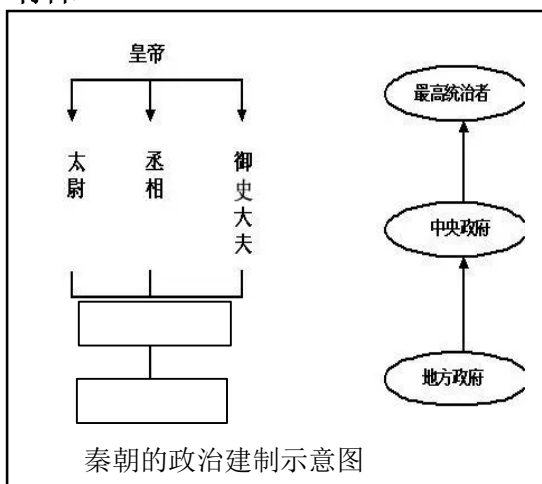 皇帝
太尉
丞相
御史大夫
最高统治者
中央政府
地方政府
秦朝的政治建制示意图